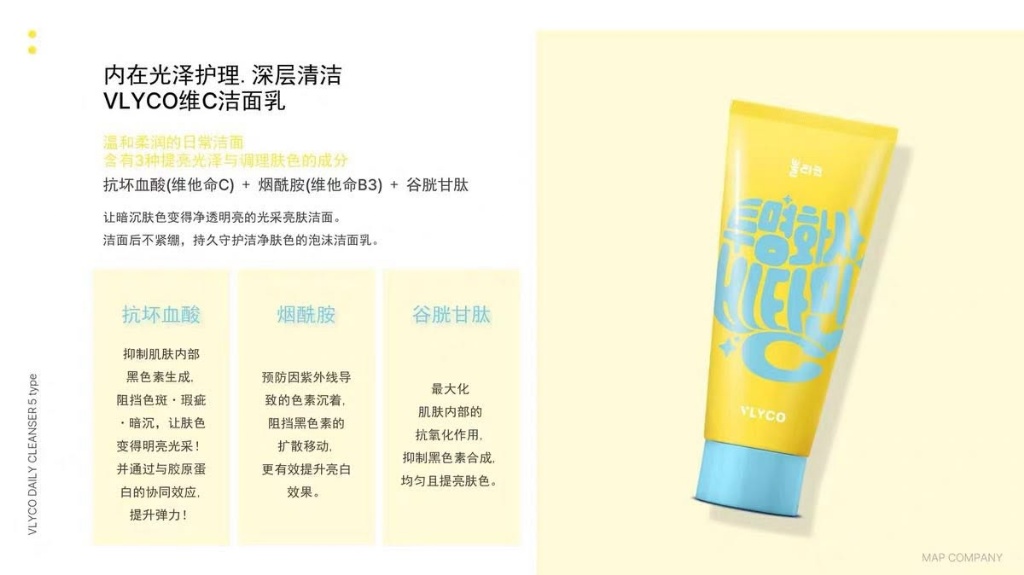 内在光泽护理. 深层清洁
VLYCO维C洁面乳
温和柔润的日常洁面
含有3种提亮光泽与调理肤色的成分
抗坏血酸(维他命C) + 烟酰胺(维他命B3) + 谷胱甘肽
让暗沉肤色变得净透明亮的光采亮肤洁面。
洁面后不紧绷，持久守护洁净肤色的泡沫洁面乳。
抗坏血酸
抑制肌肤内部
黑色素生成,
阻挡色斑・瑕疵
・暗沉，让肤色
变得明亮光采！
并通过与胶原蛋
白的协同效应,
提升弹力！
烟酰胺
预防因紫外线导
致的色素沉着,
阻挡黑色素的
扩散移动,
更有效提升亮白
效果。
谷胱甘肽
最大化
肌肤内部的
抗氧化作用,
抑制黑色素合成,
均匀且提亮肤色。
VLYCO DAILY CLEANSER 5 type
블리코
투명화사
비타민
C
VLYCO
MAP COMPANY